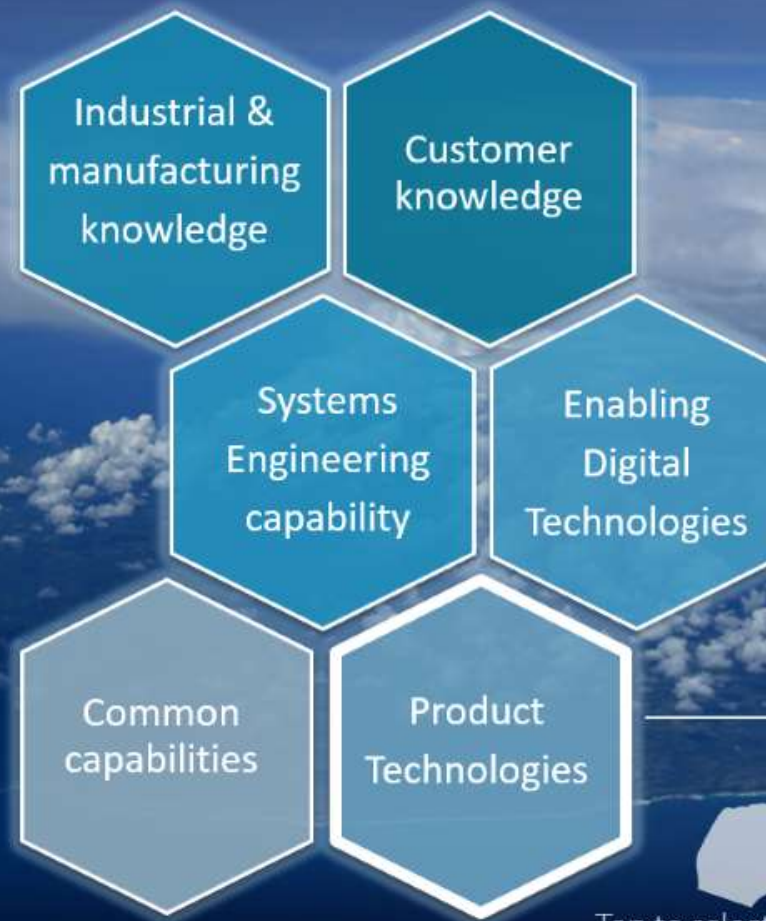 Industrial &
manufacturing
knowledge
Customer
knowledge
Systems
Engineering
capability
Enabling
Digital
Technologies
Common
capabilities
Product
Technologies